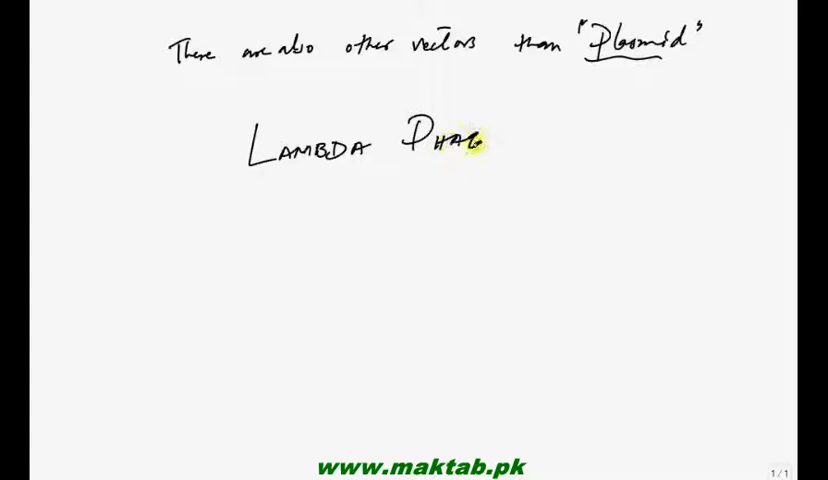 There are also other vectors than "Plasmid"
LAMBDA PHAG
www.maktab.pk
1/1